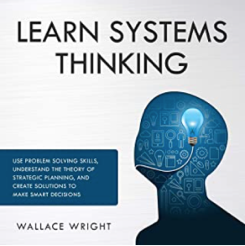 LEARN SYSTEMS
THINKING
USE PROBLEM SOLVING SKILLS,
UNDERSTAND THE THEORY OF
STRATEGIC PLANNING, AND
CREATE SOLUTIONS TO
MAKE SMART DECISIONS
WALLACE WRIGHT